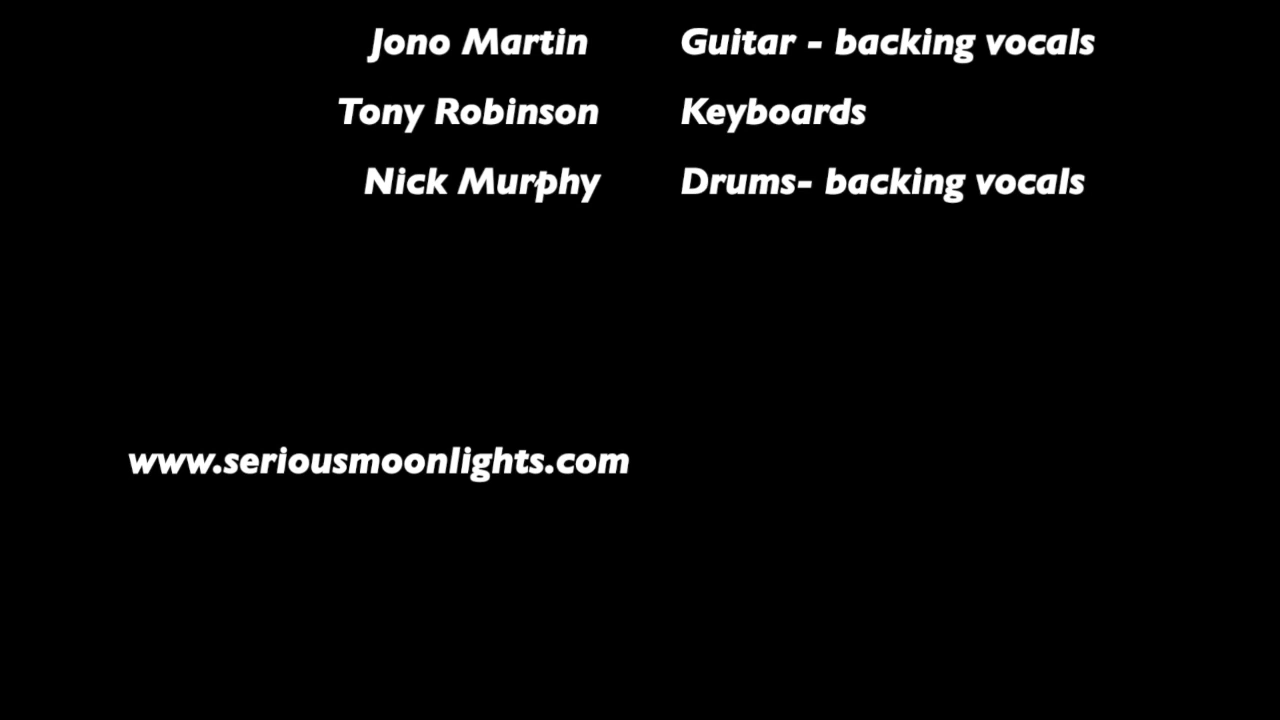 Jono Martin Guitar - backing vocals
Tony Robinson Keyboards
Nick Murphy Drums- backing vocals
www.seriousmoonlights.com